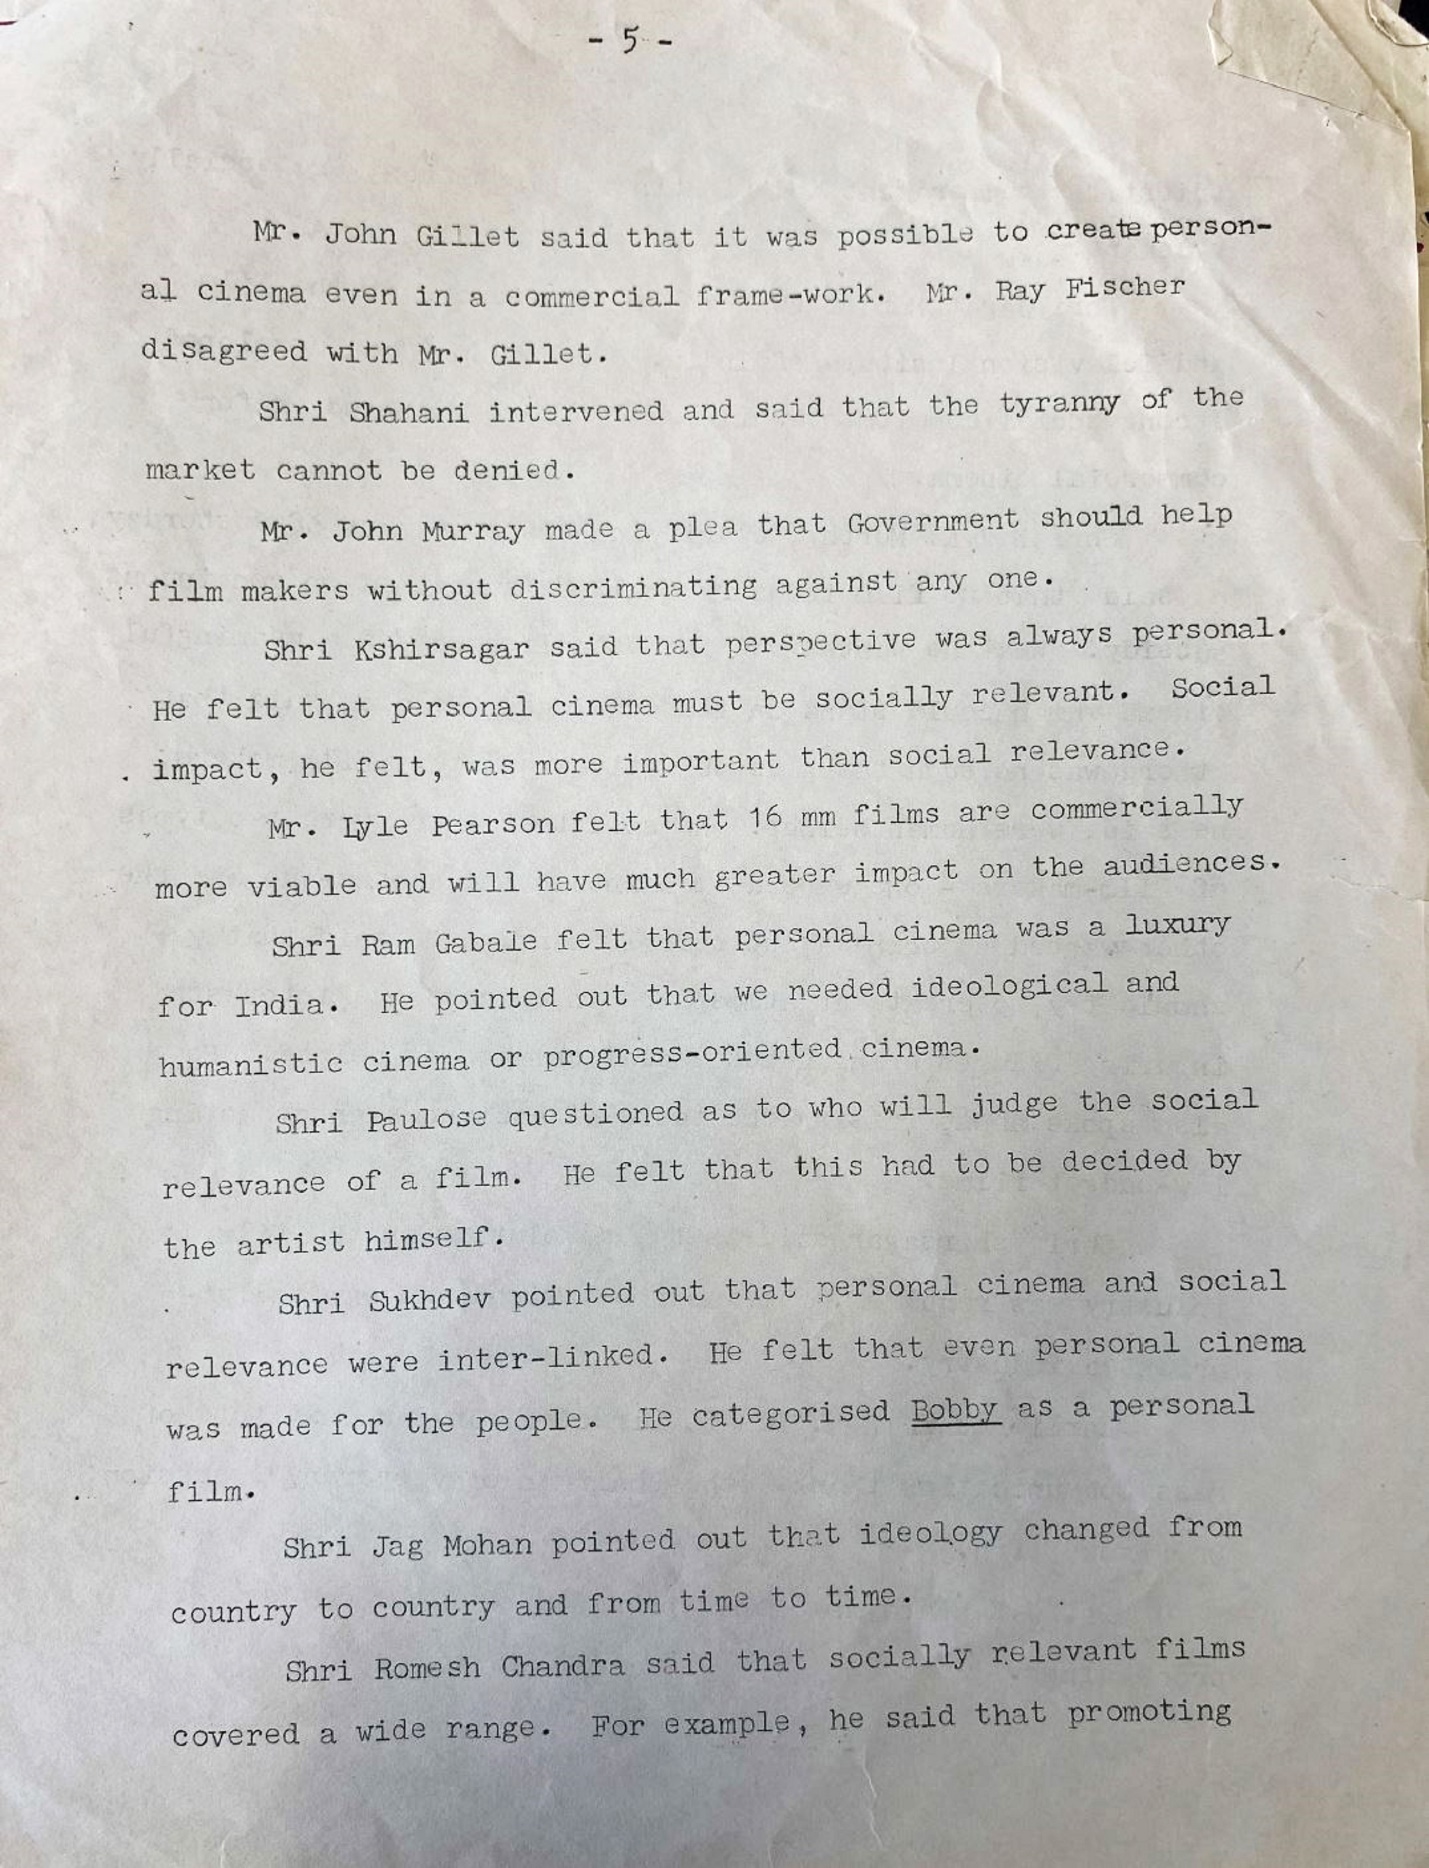 - 5 -
Mr. John Gillet said that it was possible to create person-
al cinema even in a commercial frame-work. Mr. Ray Fischer
disagreed with Mr. Gillet.
Shri Shahani intervened and said that the tyranny of the
market cannot be denied.
Mr. John Murray made a plea that Government should help
film makers without discriminating against any one.
Shri Kshirsagar said that perspective was always personal.
He felt that personal cinema must be socially relevant. Social
impact, he felt, was more important than social relevance.
Mr. Lyle Pearson felt that 16 mm films are commercially
more viable and will have much greater impact on the audiences.
Shri Ram Gabale felt that personal cinema was a luxury
for India. He pointed out that we needed ideological and
humanistic cinema or progress-oriented cinema.
Shri Paulose questioned as to who will judge the social
relevance of a film. He felt that this had to be decided by
the artist himself.
Shri Sukhdev pointed out that personal cinema and social
relevance were inter-linked. He felt that even personal cinema
was made for the people. He categorised Bobby as a personal
film.
Shri Jag Mohan pointed out that ideology changed from
country to country and from time to time.
Shri Romesh Chandra said that socially relevant films
covered a wide range. For example, he said that promoting